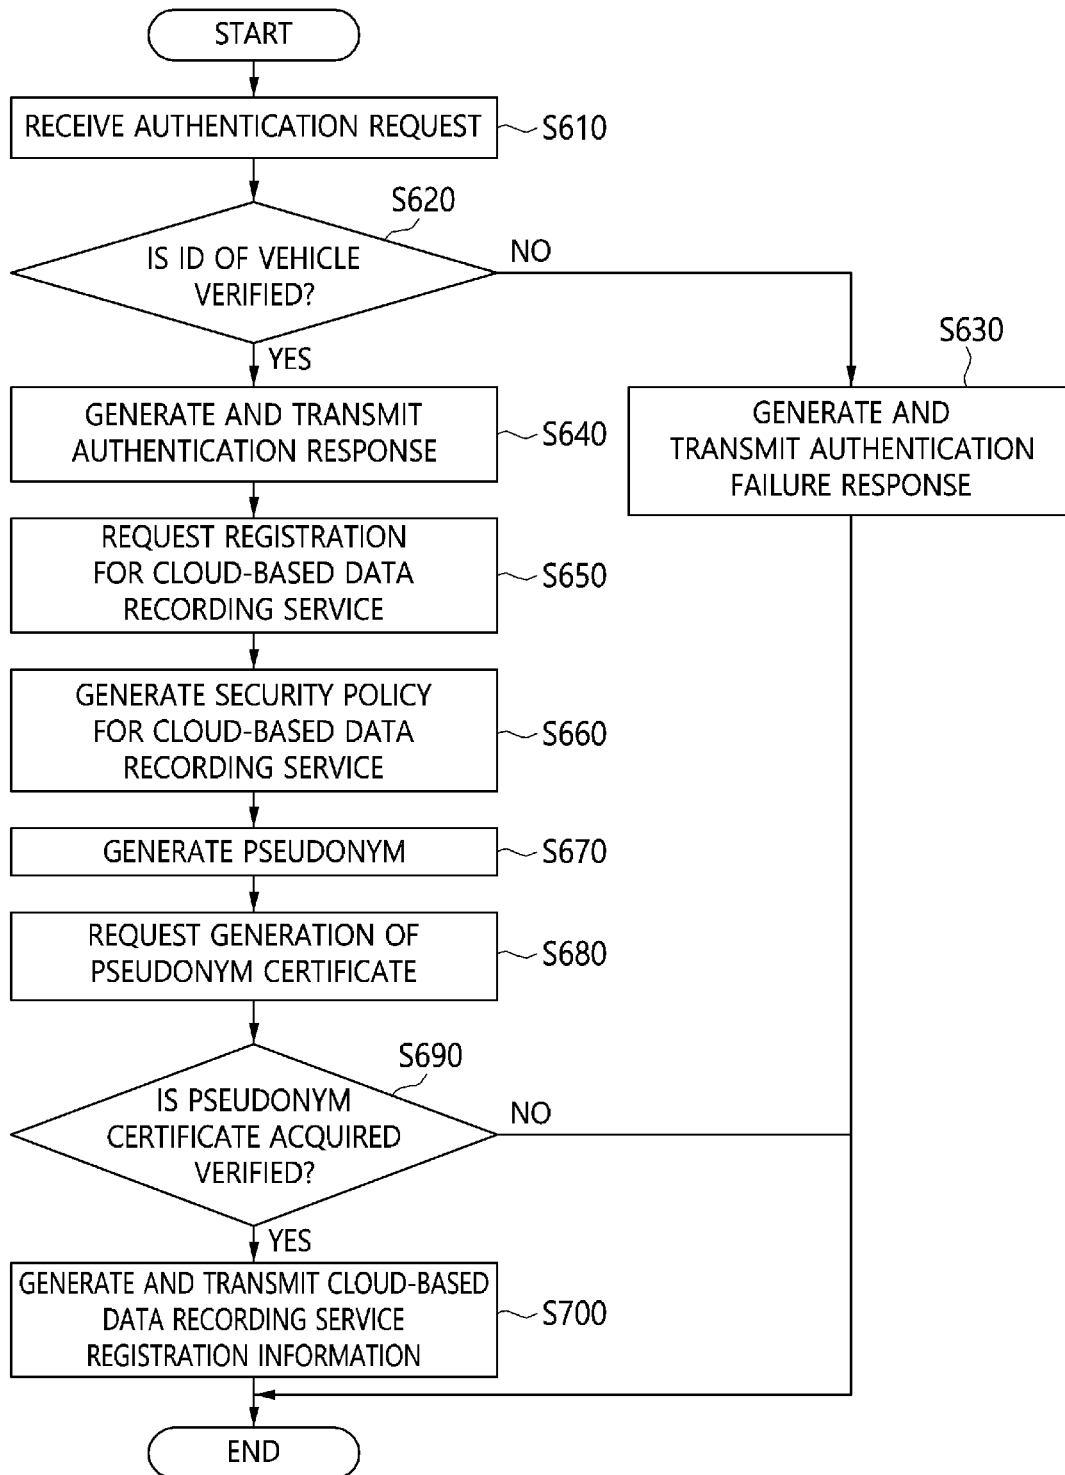 START
RECEIVE AUTHENTICATION REQUEST
S610
S620
IS ID OF VEHICLE
VERIFIED?
NO
YES
S630
GENERATE AND
TRANSMIT AUTHENTICATION
FAILURE RESPONSE
GENERATE AND TRANSMIT
AUTHENTICATION RESPONSE
S640
REQUEST REGISTRATION
FOR CLOUD-BASED DATA
RECORDING SERVICE
S650
GENERATE SECURITY POLICY
FOR CLOUD-BASED DATA
RECORDING SERVICE
S660
GENERATE PSEUDONYM
S670
REQUEST GENERATION OF
PSEUDONYM CERTIFICATE
S680
S690
IS PSEUDONYM
CERTIFICATE ACQUIRED
VERIFIED?
NO
YES
GENERATE AND TRANSMIT CLOUD-BASED
DATA RECORDING SERVICE
REGISTRATION INFORMATION
S700
END